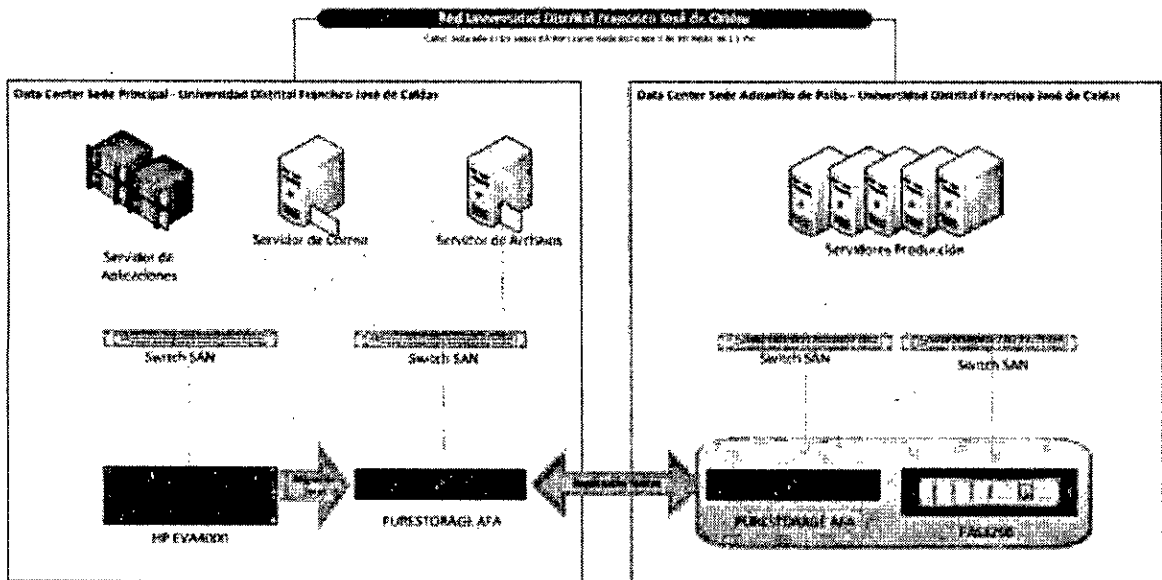 Red Universidad Distrital Francisco José de Caldas
Data Center Sede Principal - Universidad Distrital Francisco José de Caldas
Data Center Sede Aduanilla de Paiba - Universidad Distrital Francisco José de Caldas
Servidor de
Aplicaciones
Servidor de Correo
Servidor de Archivos
Servidores Producción
Switch SAN
Switch SAN
Switch SAN
Switch SAN
HP EVA4000
PURESTORAGE AFA
PURESTORAGE AFA